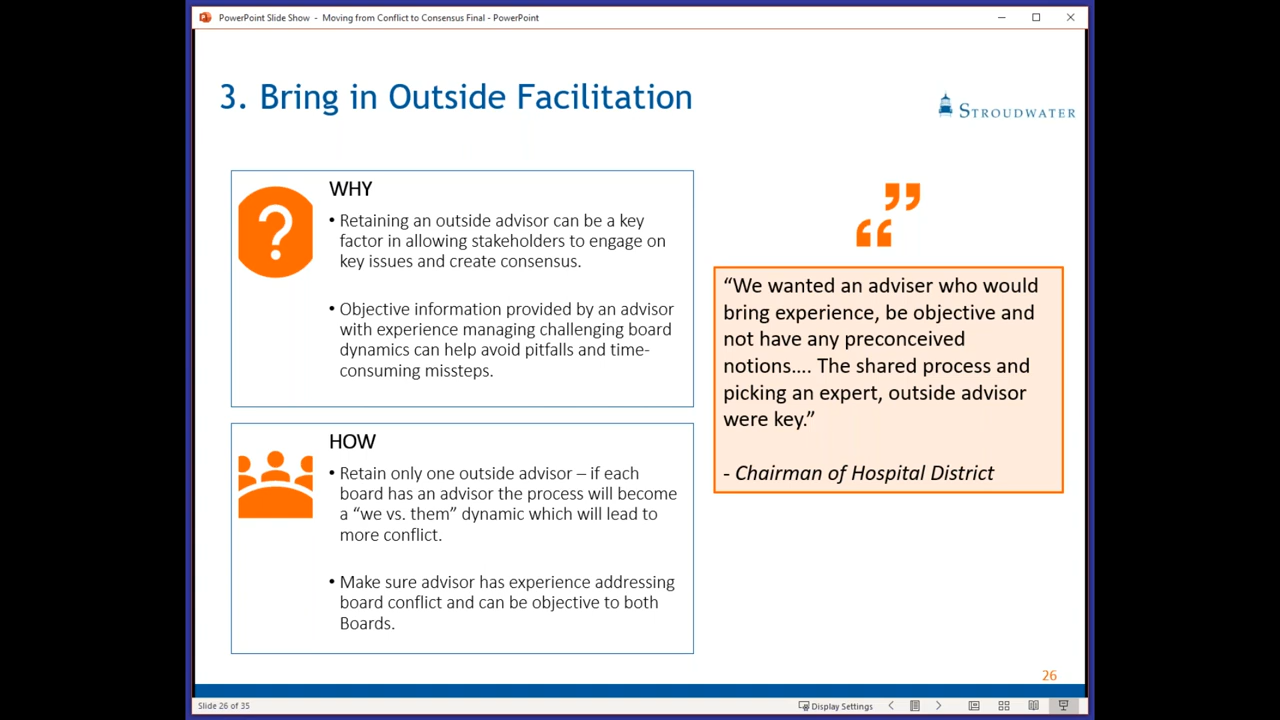 PowerPoint Slide Show - Moving from Conflict to Consensus Final - PowerPoint
3. Bring in Outside Facilitation
STROUDWATER
WHY
• Retaining an outside advisor can be a key
factor in allowing stakeholders to engage on
key issues and create consensus.
• Objective information provided by an advisor
with experience managing challenging board
dynamics can help avoid pitfalls and time-
consuming missteps.
HOW
• Retain only one outside advisor – if each
board has an advisor the process will become
a “we vs. them” dynamic which will lead to
more conflict.
• Make sure advisor has experience addressing
board conflict and can be objective to both
Boards.
“We wanted an adviser who would
bring experience, be objective and
not have any preconceived
notions…. The shared process and
picking an expert, outside advisor
were key.”
- Chairman of Hospital District
26
Slide 26 of 35
Display Settings